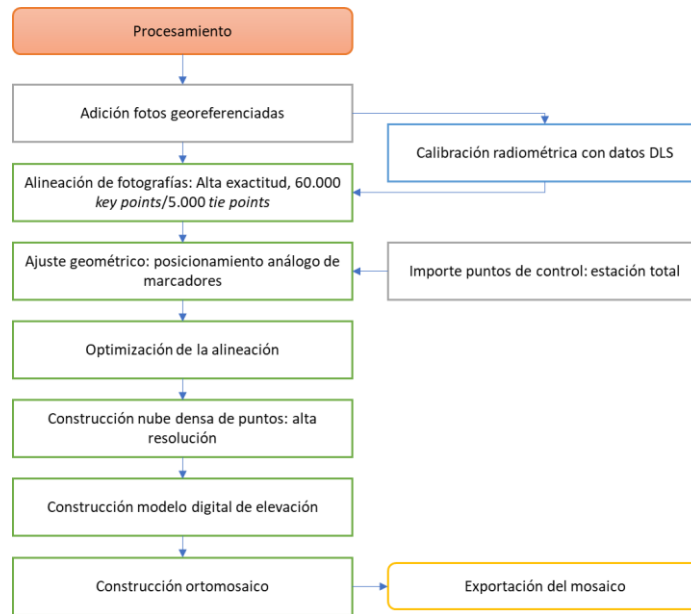 Procesamiento
Adición fotos georeferenciadas
Calibración radiométrica con datos DLS
Alineación de fotografías: Alta exactitud, 60.000
key points/5.000 tie points
Ajuste geométrico: posicionamiento análogo de
marcadores
Importe puntos de control: estación total
Optimización de la alineación
Construcción nube densa de puntos: alta
resolución
Construcción modelo digital de elevación
Construcción ortomosaico
Exportación del mosaico